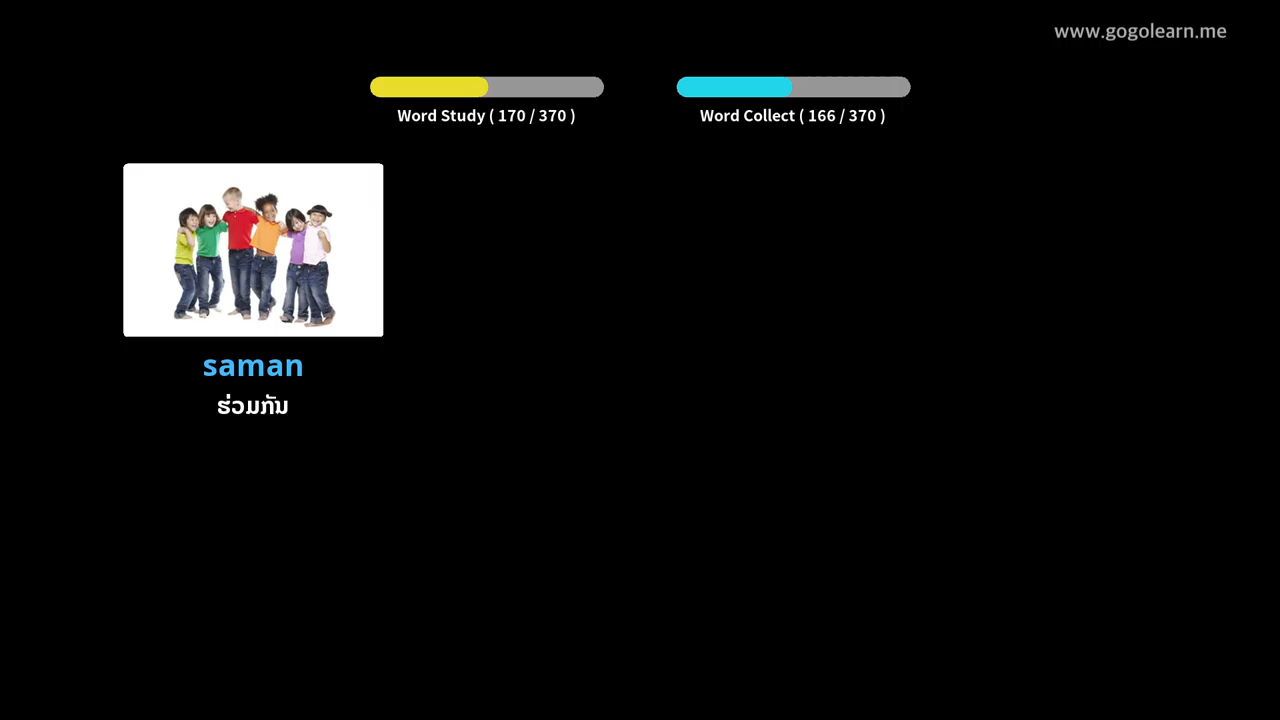 www.gogolearn.me
Word Study ( 170 / 370 )
Word Collect ( 166 / 370 )
saman
ຮ່ວມກັນ